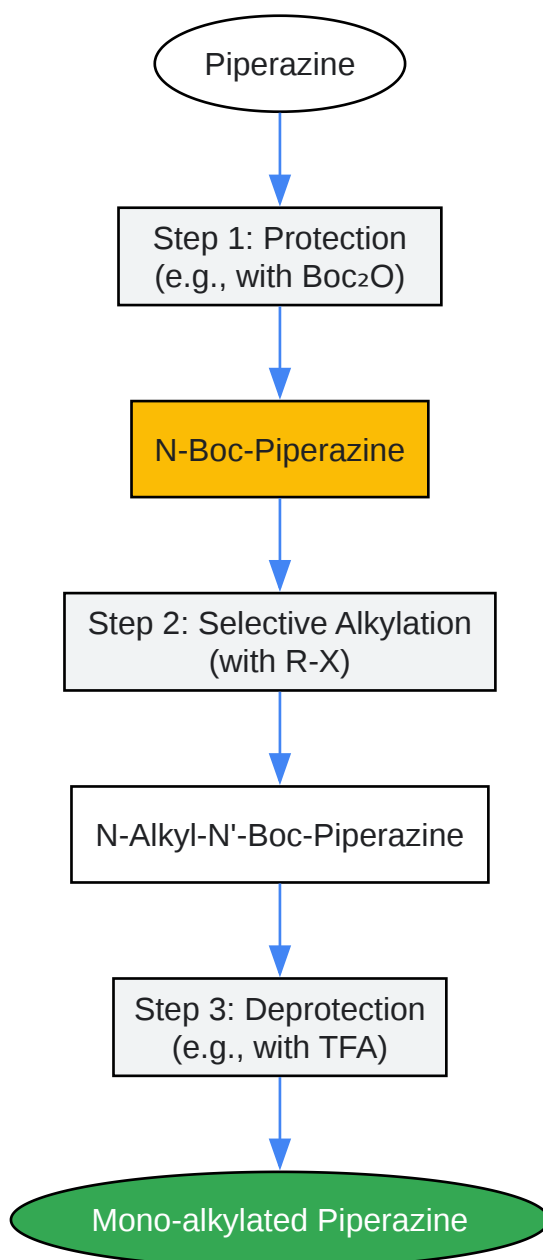 Piperazine
Step 1: Protection
(e.g., with Boc₂O)
N-Boc-Piperazine
Step 2: Selective Alkylation
(with R-X)
N-Alkyl-N'-Boc-Piperazine
Step 3: Deprotection
(e.g., with TFA)
Mono-alkylated Piperazine